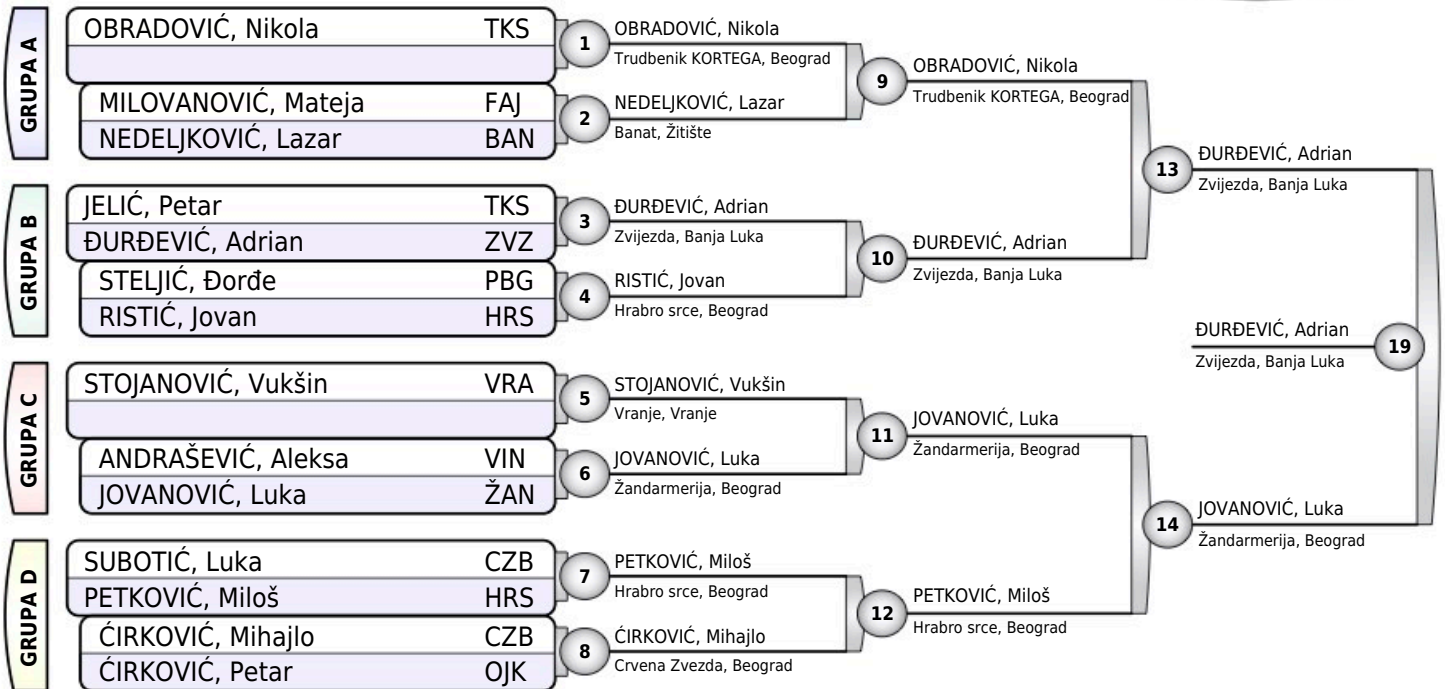 GRUPA A
OBRADOVIĆ, Nikola TKS
MILOVANOVIĆ, Mateja FAJ
NEDELJKOVIĆ, Lazar BAN
GRUPA B
JELIĆ, Petar TKS
ĐURĐEVIĆ, Adrian ZVZ
STELJIĆ, Đorđe PBG
RISTIĆ, Jovan HRS
GRUPA C
STOJANOVIĆ, Vukšin VRA
ANDRAŠEVIĆ, Aleksa VIN
JOVANOVIĆ, Luka ŽAN
GRUPA D
SUBOTIĆ, Luka CZB
PETKOVIĆ, Miloš HRS
ĆIRKOVIĆ, Mihajlo CZB
ĆIRKOVIĆ, Petar OJK
1
OBRADOVIĆ, Nikola
Trudbenik KORTEGA, Beograd
2
NEDELJKOVIĆ, Lazar
Banat, Žitište
3
ĐURĐEVIĆ, Adrian
Zvijezda, Banja Luka
4
RISTIĆ, Jovan
Hrabro srce, Beograd
5
STOJANOVIĆ, Vukšin
Vranje, Vranje
6
JOVANOVIĆ, Luka
Žandarmerija, Beograd
7
PETKOVIĆ, Miloš
Hrabro srce, Beograd
8
ĆIRKOVIĆ, Mihajlo
Crvena Zvezda, Beograd
9
OBRADOVIĆ, Nikola
Trudbenik KORTEGA, Beograd
10
ĐURĐEVIĆ, Adrian
Zvijezda, Banja Luka
11
JOVANOVIĆ, Luka
Žandarmerija, Beograd
12
PETKOVIĆ, Miloš
Hrabro srce, Beograd
13
ĐURĐEVIĆ, Adrian
Zvijezda, Banja Luka
14
JOVANOVIĆ, Luka
Žandarmerija, Beograd
ĐURĐEVIĆ, Adrian
Zvijezda, Banja Luka
19